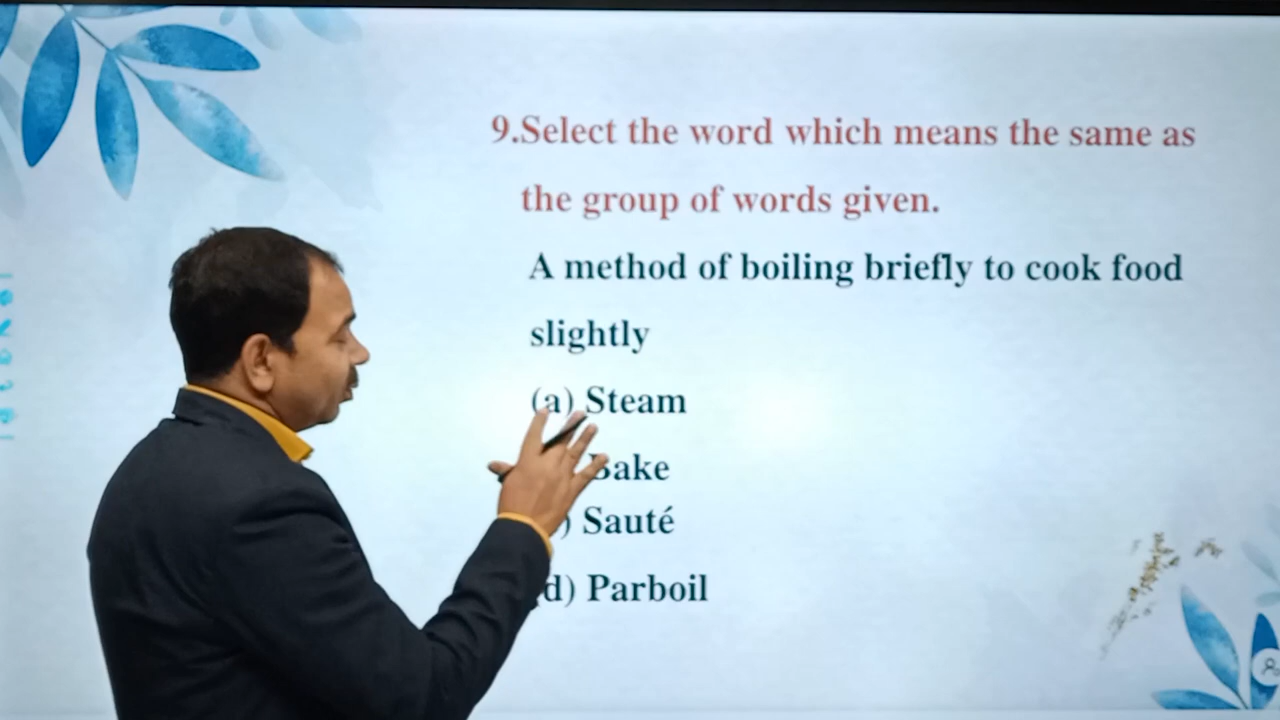 9.Select the word which means the same as
the group of words given.
A method of boiling briefly to cook food
slightly
(a) Steam
Bake
) Sauté
(d) Parboil